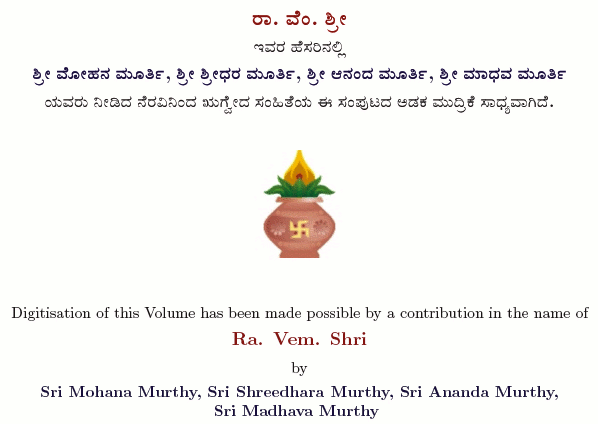 ರಾ. ವೆಂ. ಶ್ರೀ
ಇವರ ಹೆಸರಿನಲ್ಲಿ
ಶ್ರೀ ಮೋಹನ ಮೂರ್ತಿ, ಶ್ರೀ ಶ್ರೀಧರ ಮೂರ್ತಿ, ಶ್ರೀ ಆನಂದ ಮೂರ್ತಿ, ಶ್ರೀ ಮಾಧವ ಮೂರ್ತಿ
ಯವರು ನೀಡಿದ ನೆರವಿನಿಂದ ಋಗ್ವೇದ ಸಂಹಿತೆಯ ಈ ಸಂಪುಟದ ಅಡಕ ಮುದ್ರಿಕೆ ಸಾಧ್ಯವಾಗಿದೆ.
Digitisation of this Volume has been made possible by a contribution in the name of
Ra. Vem. Shri
by
Sri Mohana Murthy, Sri Shreedhara Murthy, Sri Ananda Murthy,
Sri Madhava Murthy